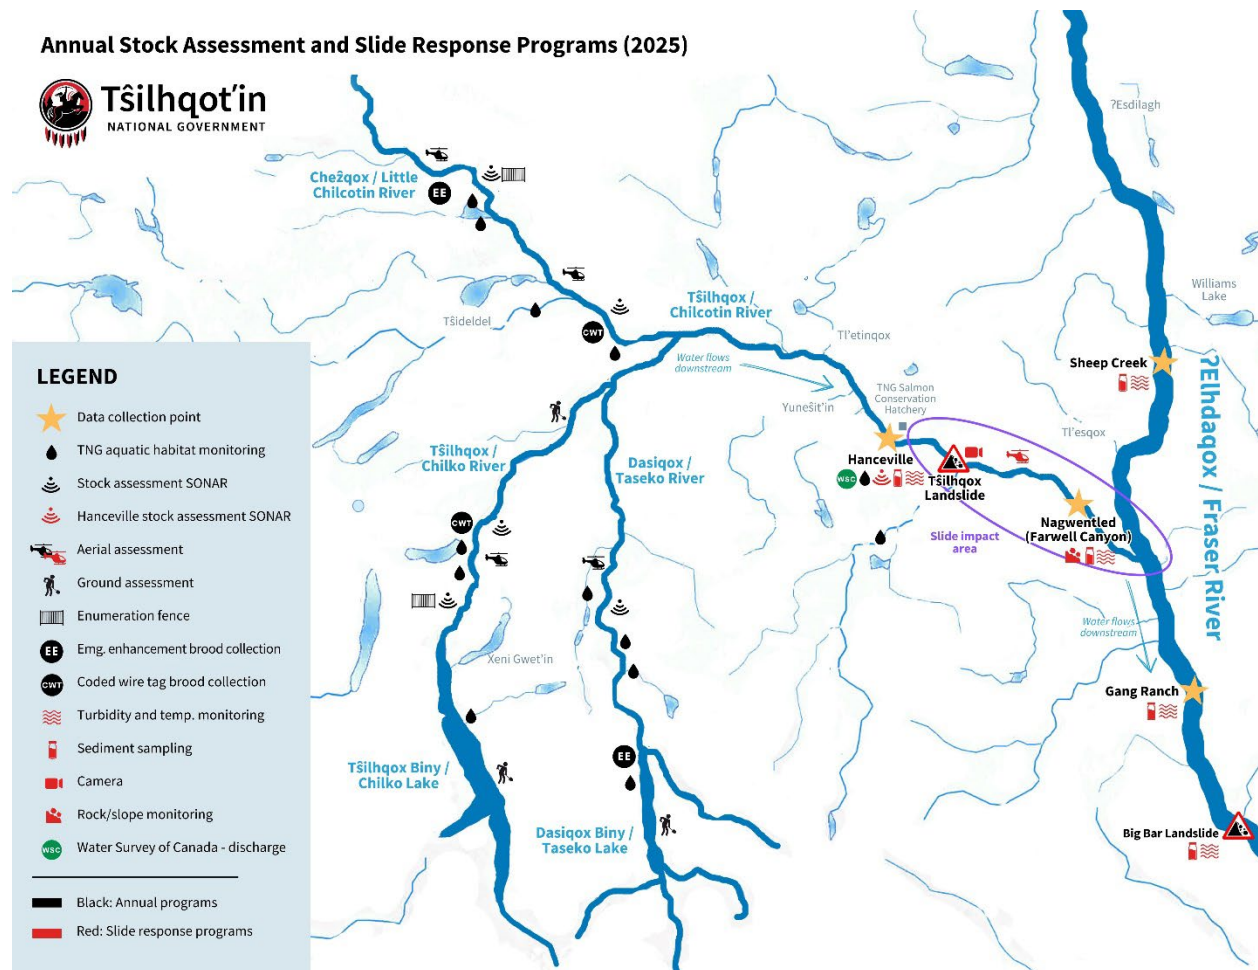 Annual Stock Assessment and Slide Response Programs (2025)
Tŝilhqot'in
NATIONAL GOVERNMENT
ʔEsdilagh
Chežqox / Little
Chilcotin River
EE
Williams
Lake
Tŝideldel
CWT
Tŝilhqox /
Chilcotin River
Water flows
downstream
Tl'etinqox
Sheep Creek
ʔElhdaqox / Fraser River
TNG Salmon
Conservation
Hatchery
Yuneŝit'in
Tl'esqox
Hanceville
WSC
Tŝilhqox
Landslide
Nagwentled
(Farwell Canyon)
Slide impact
area
Tŝilhqox /
Chilko River
Dasiqox /
Taseko River
CWT
Water flows
downstream
Xeni Gwet'in
Gang Ranch
EE
Tŝilhqox Biny /
Chilko Lake
Dasiqox Biny /
Taseko Lake
Big Bar Landslide
LEGEND
Data collection point
TNG aquatic habitat monitoring
Stock assessment SONAR
Hanceville stock assessment SONAR
Aerial assessment
Ground assessment
Enumeration fence
EE Emg. enhancement brood collection
CWT Coded wire tag brood collection
Turbidity and temp. monitoring
Sediment sampling
Camera
Rock/slope monitoring
WSC Water Survey of Canada - discharge
Black: Annual programs
Red: Slide response programs